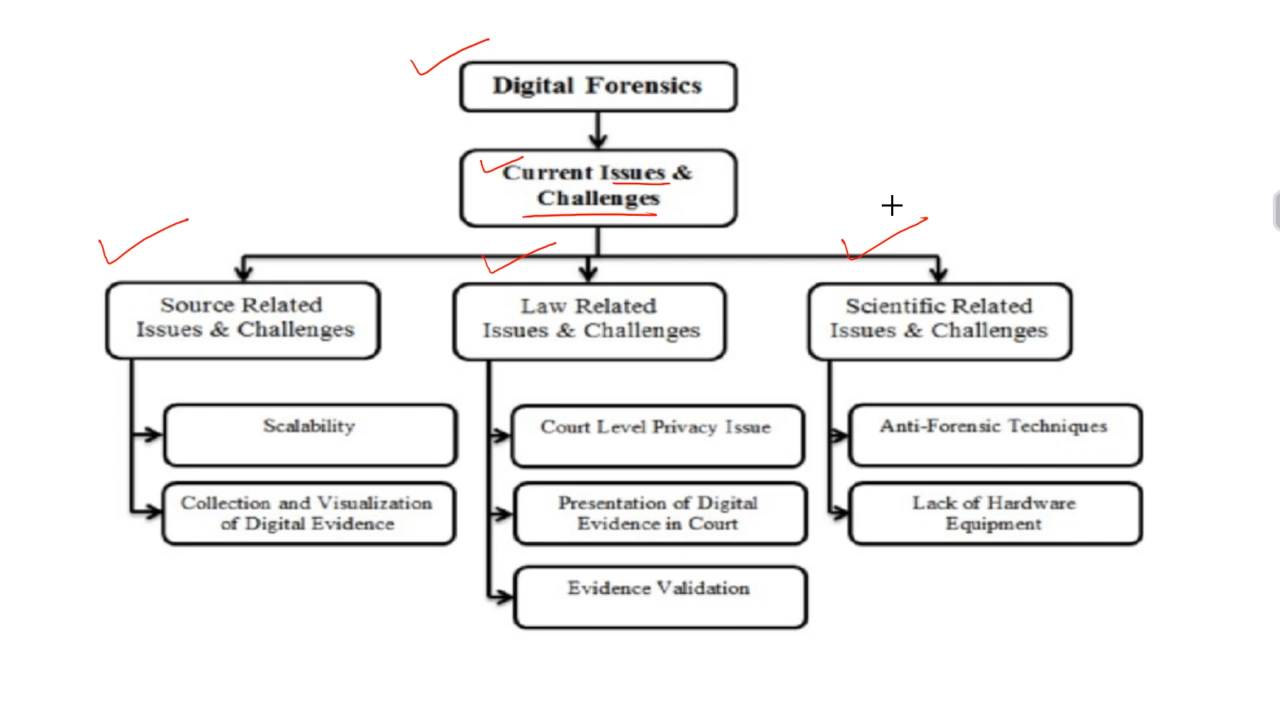 Digital Forensics
Current Issues &
Challenges
Source Related
Issues & Challenges
Law Related
Issues & Challenges
Scientific Related
Issues & Challenges
Scalability
Collection and Visualization
of Digital Evidence
Court Level Privacy Issue
Presentation of Digital
Evidence in Court
Evidence Validation
Anti-Forensic Techniques
Lack of Hardware
Equipment